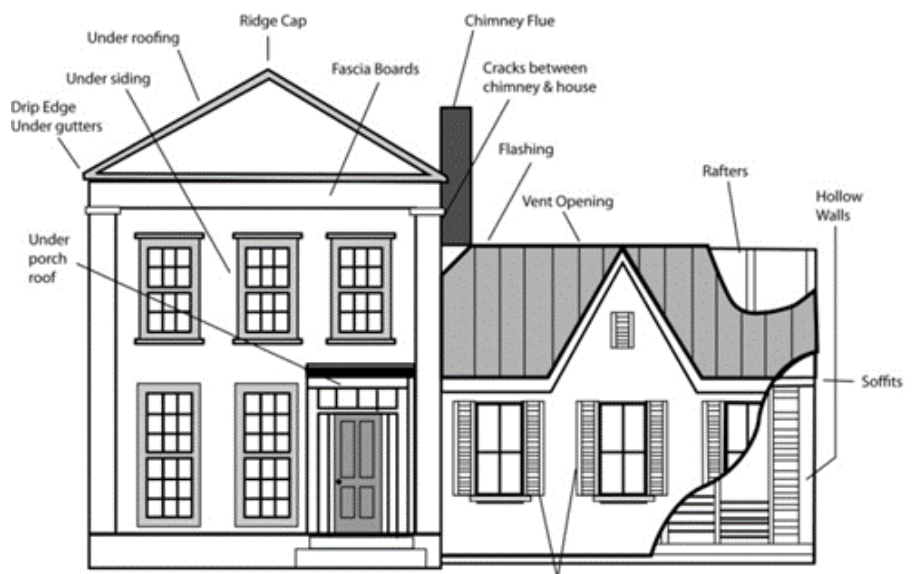 Ridge Cap
Chimney Flue
Under roofing
Under siding
Fascia Boards
Cracks between
chimney & house
Drip Edge
Under gutters
Flashing
Rafters
Vent Opening
Hollow
Walls
Under
porch
roof
Soffits